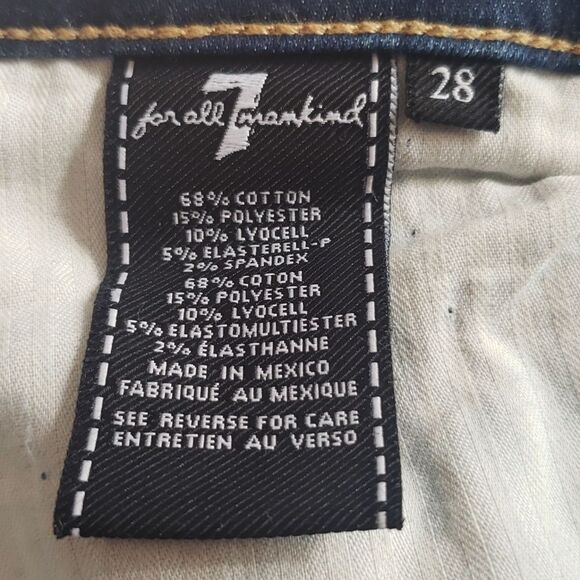 7
for all mankind
28
68% COTTON
15% POLYESTER
10% LYOCELL
5% ELASTERELL-P
2% SPANDEX
68% COTON
15% POLYESTER
10% LYOCELL
5% ELASTOMULTIESTER
2% ÉLASTHANNE
MADE IN MEXICO
FABRIQUÉ AU MEXIQUE
SEE REVERSE FOR CARE
ENTRETIEN AU VERSO